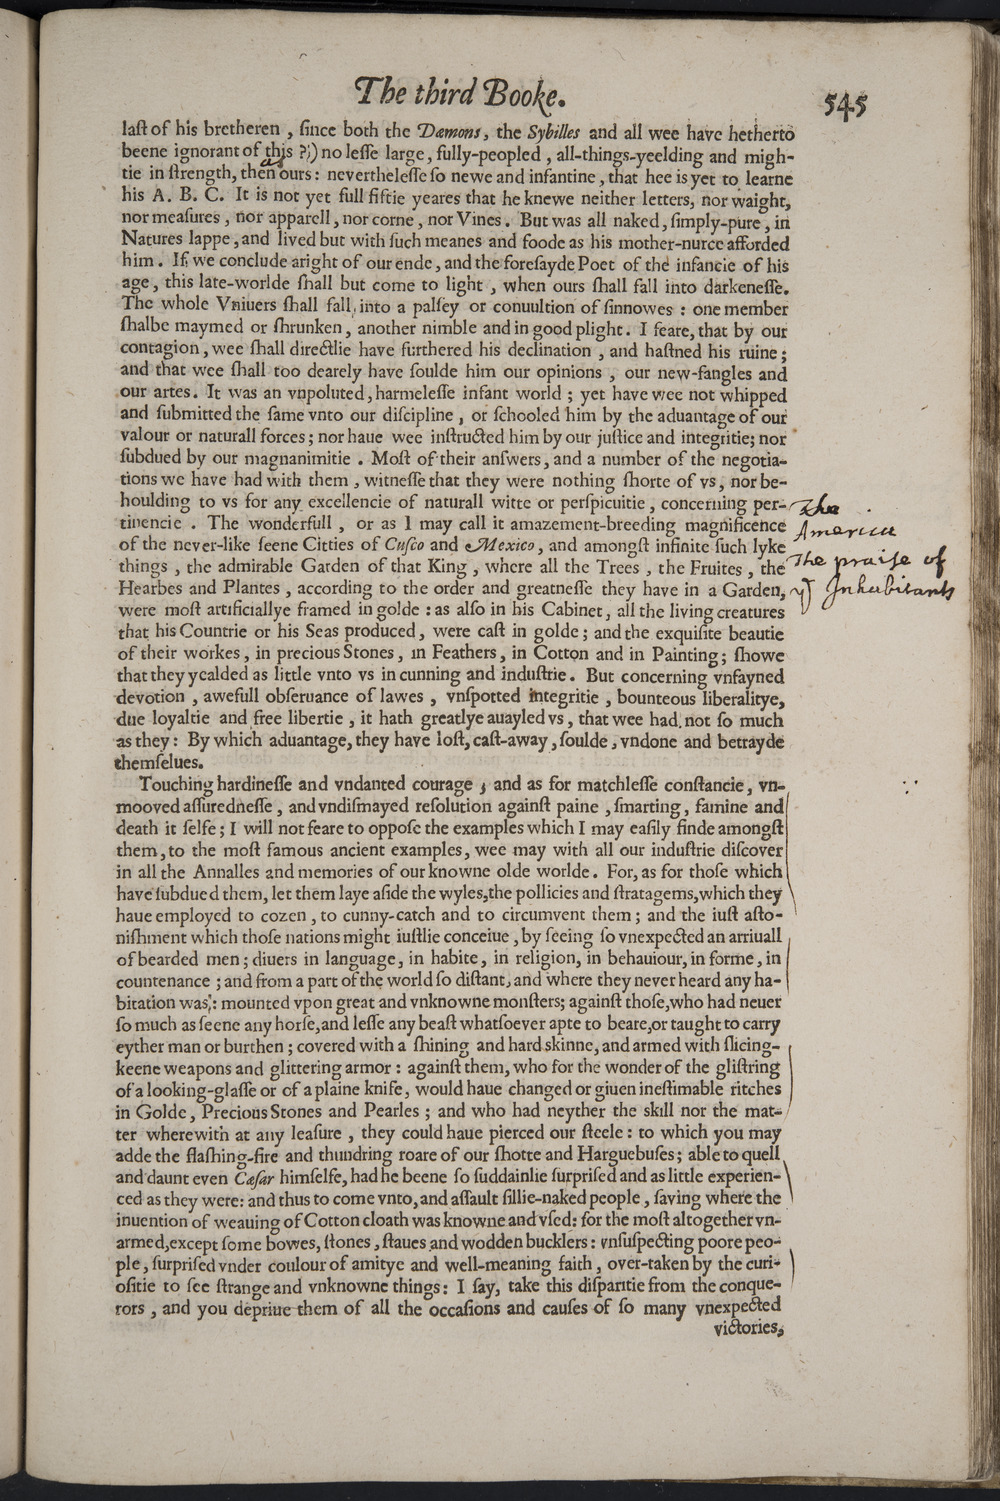 The third Booke.
545
laſt of his bretheren , ſince both the Dæmons, the Sybilles and all wee have hetherto
beene ignorant of this ?;) no leſſe large, fully-peopled , all-things-yeelding and migh-
as
tie in ſtrength, then ours : nevertheleſſe ſo newe and infantine , that hee is yet to learne
his A. B. C. It is not yet full fiftie yeares that he knewe neither letters, nor waight,
nor meaſures , nor apparell , nor corne , nor Vines. But was all naked, ſimply-pure , in
Natures lappe , and lived but with ſuch meanes and foode as his mother-nurce afforded
him. If we conclude aright of our ende, and the foreſayde Poet of the infancie of his
age , this late-worlde ſhall but come to light , when ours ſhall fall into darkeneſſe.
The whole Vniuers ſhall fall into a palſey or conuultion of ſinnowes : one member
ſhalbe maymed or ſhrunken , another nimble and in good plight. I feare, that by our
contagion, wee ſhall directlie have furthered his declination , and haſtned his ruine ;
and that wee ſhall too dearely have ſoulde him our opinions , our new-fangles and
our artes. It was an vnpoluted, harmeleſſe infant world ; yet have wee not whipped
and ſubmitted the ſame vnto our diſcipline , or ſchooled him by the aduantage of our
valour or naturall forces; nor haue wee inſtructed him by our juſtice and integritie; nor
ſubdued by our magnanimitie . Moſt of their anſwers, and a number of the negotia-
tions we have had with them , witneſſe that they were nothing ſhorte of vs, nor be-
houlding to vs for any excellencie of naturall witte or perſpicuitie , concerning per-
tinencie . The wonderfull , or as I may call it amazement-breeding magnificence
of the never-like ſeene Citties of Cuſco and Mexico, and amongſt infinite ſuch lyke
things , the admirable Garden of that King , where all the Trees , the Fruites , the
Hearbes and Plantes , according to the order and greatneſſe they have in a Garden,
were moſt artificiallye framed in golde : as alſo in his Cabinet, all the living creatures
that his Countrie or his Seas produced, were caſt in golde ; and the exquiſite beautie
of their workes, in precious Stones, in Feathers, in Cotton and in Painting; ſhowe
that they yealded as little vnto vs in cunning and induſtrie. But concerning vnfayned
devotion , awefull obſeruance of lawes , vnſpotted integritie , bounteous liberalitye,
due loyaltie and free libertie , it hath greatlye auayled vs , that wee had not ſo much
as they : By which aduantage, they have loſt, caſt-away , ſoulde , vndone and betrayde
themſelues.
America
The praiſe of
Inhabitants
Touching hardineſſe and vndanted courage ; and as for matchleſſe conſtancie, vn-
mooved aſſuredneſſe , and vndiſmayed reſolution againſt paine , ſmarting, famine and
death it ſelfe ; I will not feare to oppoſe the examples which I may eaſily finde amongſt
them, to the moſt famous ancient examples, wee may with all our induſtrie diſcover
in all the Annalles and memories of our knowne olde worlde. For, as for thoſe which
have ſubdued them, let them laye aſide the wyles, the pollicies and ſtratagems, which they
haue employed to cozen , to cunny-catch and to circumvent them ; and the iuſt aſto-
niſhment which thoſe nations might iuſtlie conceiue , by ſeeing ſo vnexpected an arriuall
of bearded men; diuers in language, in habite, in religion, in behauiour, in forme , in
countenance ; and from a part of the world ſo diſtant, and where they never heard any ha-
bitation was : mounted vpon great and vnknowne monſters; againſt thoſe, who had neuer
ſo much as ſeene any horſe, and leſſe any beaſt whatſoever apte to beare, or taught to carry
eyther man or burthen ; covered with a ſhining and hard skinne, and armed with ſlicing-
keene weapons and glittering armor : againſt them, who for the wonder of the gliſtring
of a looking-glaſſe or of a plaine knife, would haue changed or giuen ineſtimable ritches
in Golde, Precious Stones and Pearles ; and who had neyther the skill nor the mat-
ter wherewith at any leaſure , they could haue pierced our ſteele : to which you may
adde the flaſhing-fire and thundring roare of our ſhotte and Harguebuſes; able to quell
and daunt even Cæſar himſelfe, had he beene ſo ſuddainlie ſurpriſed and as little experien-
ced as they were: and thus to come vnto, and aſſault ſillie-naked people , ſaving where the
inuention of weauing of Cotton cloath was knowne and vſed: for the moſt altogether vn-
armed, except ſome bowes, ſtones , ſtaues and wodden bucklers: vnſuſpecting poore peo-
ple , ſurpriſed vnder coulour of amitye and well-meaning faith , over-taken by the curi-
oſitie to ſee ſtrange and vnknowne things: I ſay, take this diſparitie from the conque-
rors , and you depriue them of all the occaſions and cauſes of ſo many vnexpected
victories,